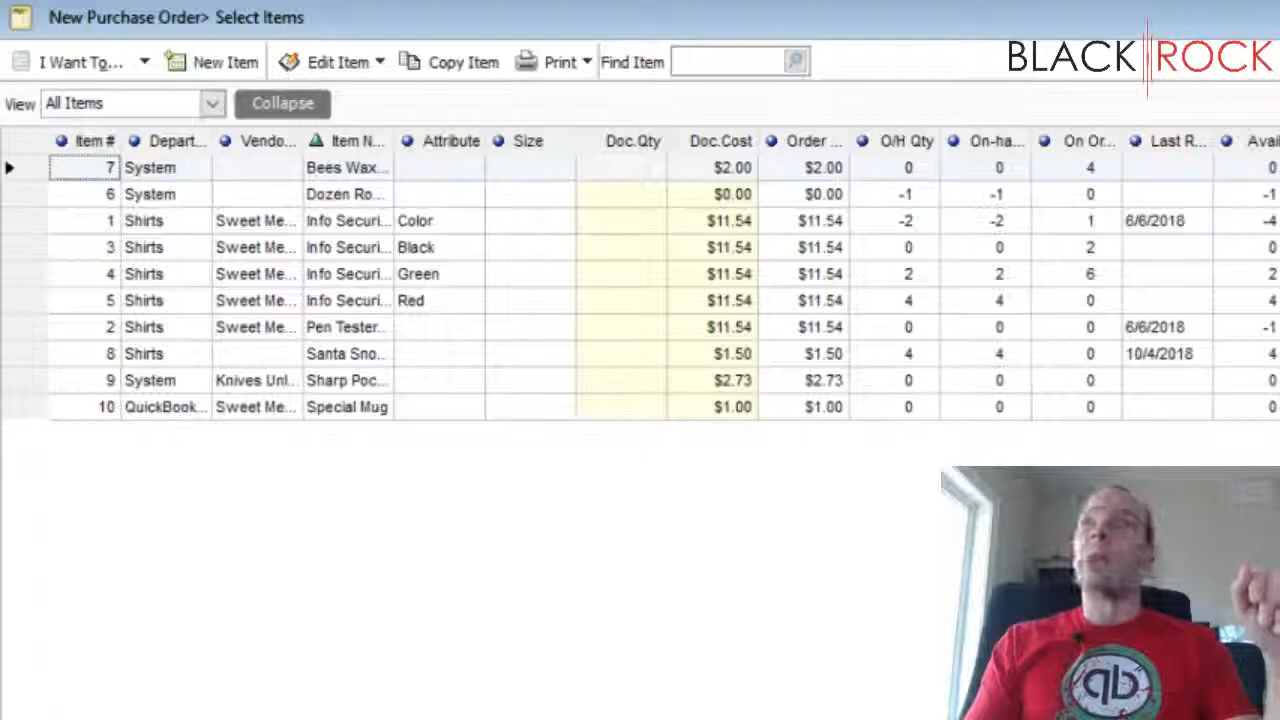 New Purchase Order> Select Items
BLACK ROCK
I Want To... New Item Edit Item Copy Item Print Find Item
View All Items Collapse
Item # Depart... Vendo... Item N... Attribute Size Doc.Qty Doc.Cost Order ... O/H Qty On-ha... On Or... Last R... Avai
7 System Bees Wax... $2.00 $2.00 0 0 4 0
6 System Dozen Ro... $0.00 $0.00 -1 -1 0 -1
1 Shirts Sweet Me... Info Securi... Color $11.54 $11.54 -2 -2 1 6/6/2018 -4
3 Shirts Sweet Me... Info Securi... Black $11.54 $11.54 0 0 2 0
4 Shirts Sweet Me... Info Securi... Green $11.54 $11.54 2 2 6 2
5 Shirts Sweet Me... Info Securi... Red $11.54 $11.54 4 4 0 4
2 Shirts Sweet Me... Pen Tester... $11.54 $11.54 0 0 0 6/6/2018 -1
8 Shirts Santa Sno... $1.50 $1.50 4 4 0 10/4/2018 4
9 System Knives Unl... Sharp Poc... $2.73 $2.73 0 0 0 0
10 QuickBook... Sweet Me... Special Mug $1.00 $1.00 0 0 0 0
qb